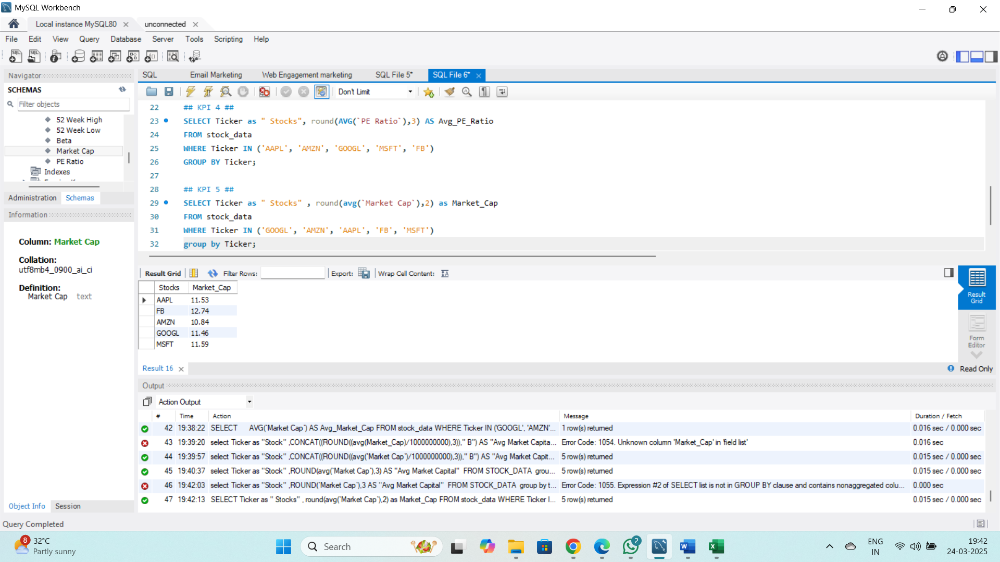 MySQL Workbench
Local instance MySQL80
unconnected
File Edit View Query Database Server Tools Scripting Help
Navigator
SCHEMAS
Filter objects
52 Week High
52 Week Low
Beta
Market Cap
PE Ratio
Indexes
Administration Schemas
Information
Column: Market Cap
Collation:
utf8mb4_0900_ai_ci
Definition:
Market Cap text
Object Info Session
SQL Email Marketing Web Engagement marketing SQL File 5* SQL File 6*
Don't Limit
22 ## KPI 4 ##
23 SELECT Ticker as " Stocks", round(AVG(`PE Ratio`),3) AS Avg_PE_Ratio
24 FROM stock_data
25 WHERE Ticker IN ('AAPL', 'AMZN', 'GOOGL', 'MSFT', 'FB')
26 GROUP BY Ticker;
27
28 ## KPI 5 ##
29 SELECT Ticker as " Stocks" , round(avg(`Market Cap`),2) as Market_Cap
30 FROM stock_data
31 WHERE Ticker IN ('GOOGL', 'AMZN', 'AAPL', 'FB', 'MSFT')
32 group by Ticker;
Result Grid Filter Rows: Export: Wrap Cell Content:
Stocks Market_Cap
AAPL 11.53
FB 12.74
AMZN 10.84
GOOGL 11.46
MSFT 11.59
Result Grid
Form Editor
Result 16
Read Only
Output
Action Output
# Time Action Message Duration / Fetch
42 19:38:22 SELECT AVG(`Market Cap`) AS Avg_Market_Cap FROM stock_data WHERE Ticker IN ('GOOGL', 'AMZN'... 1 row(s) returned 0.016 sec / 0.000 sec
43 19:39:20 select Ticker as "Stock" ,CONCAT((ROUND((avg(Market_Cap)/1000000000),3))," B") AS "Avg Market Capita... Error Code: 1054. Unknown column 'Market_Cap' in 'field list' 0.016 sec
44 19:39:57 select Ticker as "Stock" ,CONCAT((ROUND((avg(`Market Cap`)/1000000000),3))," B") AS "Avg Market Capit... 5 row(s) returned 0.015 sec / 0.000 sec
45 19:40:37 select Ticker as "Stock" ,ROUND(avg(`Market Cap`),3) AS "Avg Market Capital" FROM STOCK_DATA grou... 5 row(s) returned 0.015 sec / 0.000 sec
46 19:42:03 select Ticker as "Stock" ,ROUND(`Market Cap`),3 AS "Avg Market Capital" FROM STOCK_DATA group by t... Error Code: 1055. Expression #2 of SELECT list is not in GROUP BY clause and contains nonaggregated colu... 0.000 sec
47 19:42:13 SELECT Ticker as " Stocks" , round(avg(`Market Cap`),2) as Market_Cap FROM stock_data WHERE Ticker I... 5 row(s) returned 0.015 sec / 0.000 sec
Query Completed
8
32°C
Partly sunny
Search
2
ENG
IN
19:42
24-03-2025